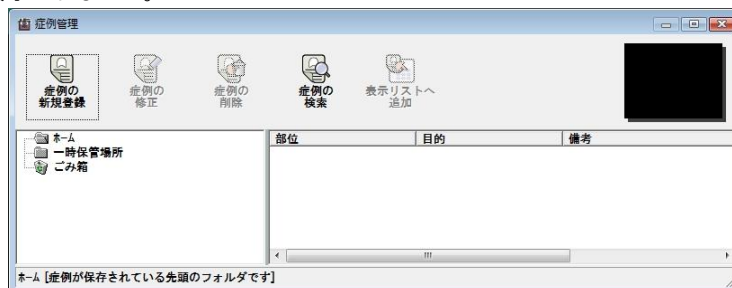 症例管理
症例の
新規登録
症例の
修正
症例の
削除
症例の
検索
表示リストへ
追加
ホーム
一時保管場所
ごみ箱
部位
目的
備考
ホーム [症例が保存されている先頭のフォルダです]